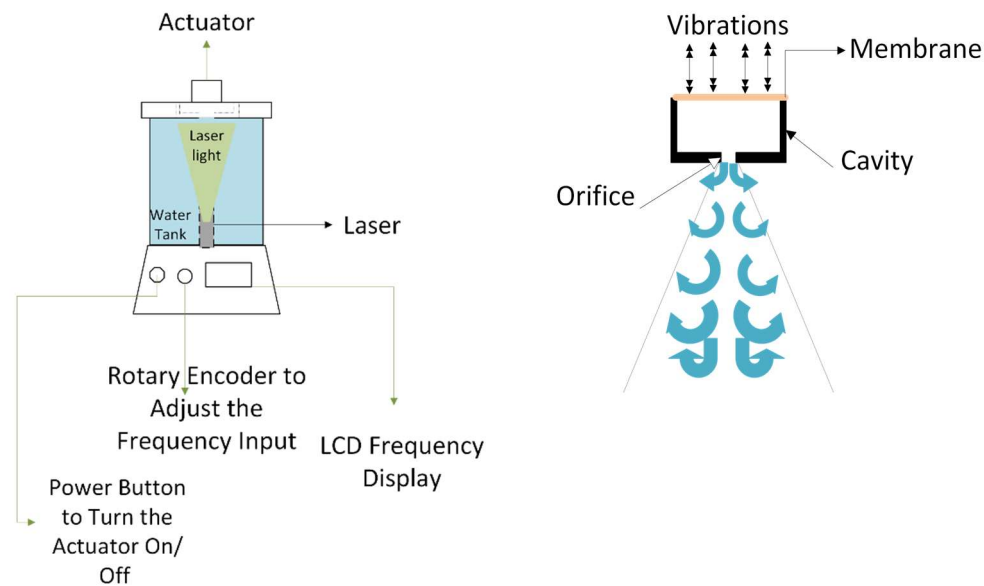 Actuator
Laser
light
Water
Tank
Laser
Rotary Encoder to
Adjust the
Frequency Input
LCD Frequency
Display
Power Button
to Turn the
Actuator On/
Off
Vibrations
Membrane
Cavity
Orifice